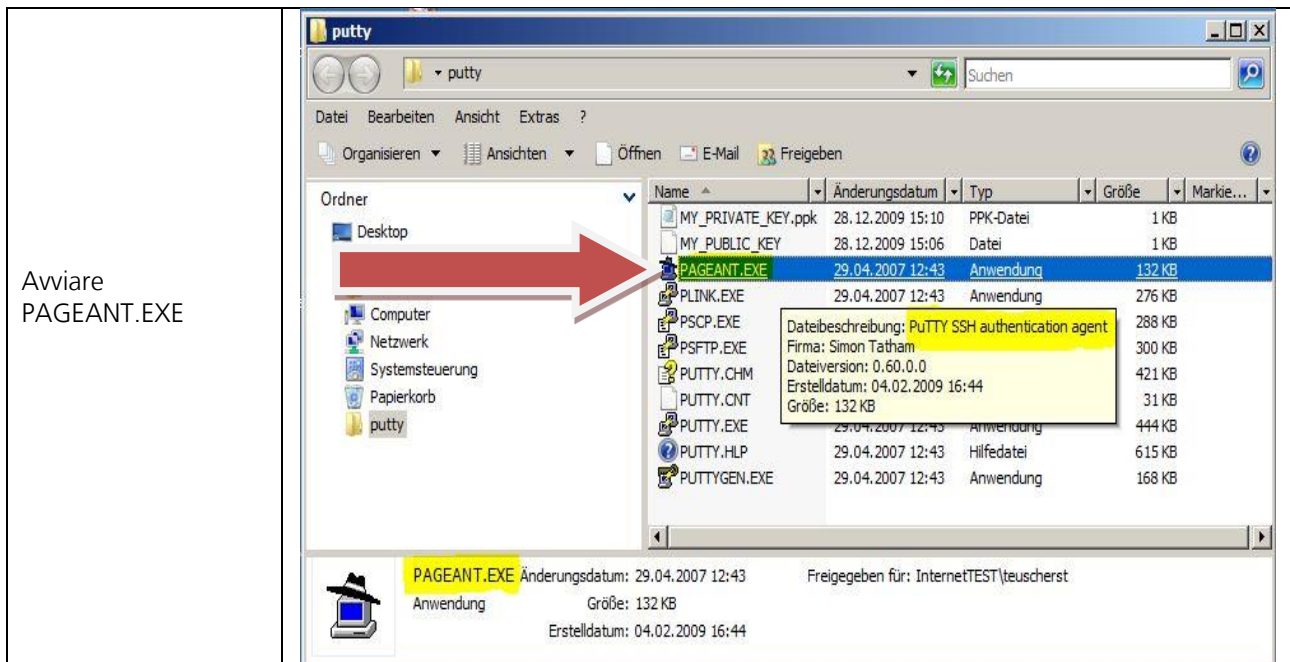 Avviare
PAGEANT.EXE
putty
putty
Suchen
Datei Bearbeiten Ansicht Extras ?
Organisieren Ansichten Öffnen E-Mail Freigeben
Ordner
Desktop
Computer
Netzwerk
Systemsteuerung
Papierkorb
putty
Name Änderungsdatum Typ Größe Markie...
MY_PRIVATE_KEY.ppk 28.12.2009 15:10 PPK-Datei 1 KB
MY_PUBLIC_KEY 28.12.2009 15:06 Datei 1 KB
PAGEANT.EXE 29.04.2007 12:43 Anwendung 132 KB
PLINK.EXE 29.04.2007 12:43 Anwendung 276 KB
PSCP.EXE 288 KB
PSFTP.EXE 300 KB
PUTTY.CHM 421 KB
PUTTY.CNT 31 KB
PUTTY.EXE 29.04.2007 12:43 Anwendung 444 KB
PUTTY.HLP 29.04.2007 12:43 Hilfedatei 615 KB
PUTTYGEN.EXE 29.04.2007 12:43 Anwendung 168 KB
Dateibeschreibung: PuTTY SSH authentication agent
Firma: Simon Tatham
Dateiversion: 0.60.0.0
Erstelldatum: 04.02.2009 16:44
Größe: 132 KB
PAGEANT.EXE Änderungsdatum: 29.04.2007 12:43 Freigegeben für: InternetTEST\teuscherst
Anwendung Größe: 132 KB
Erstelldatum: 04.02.2009 16:44